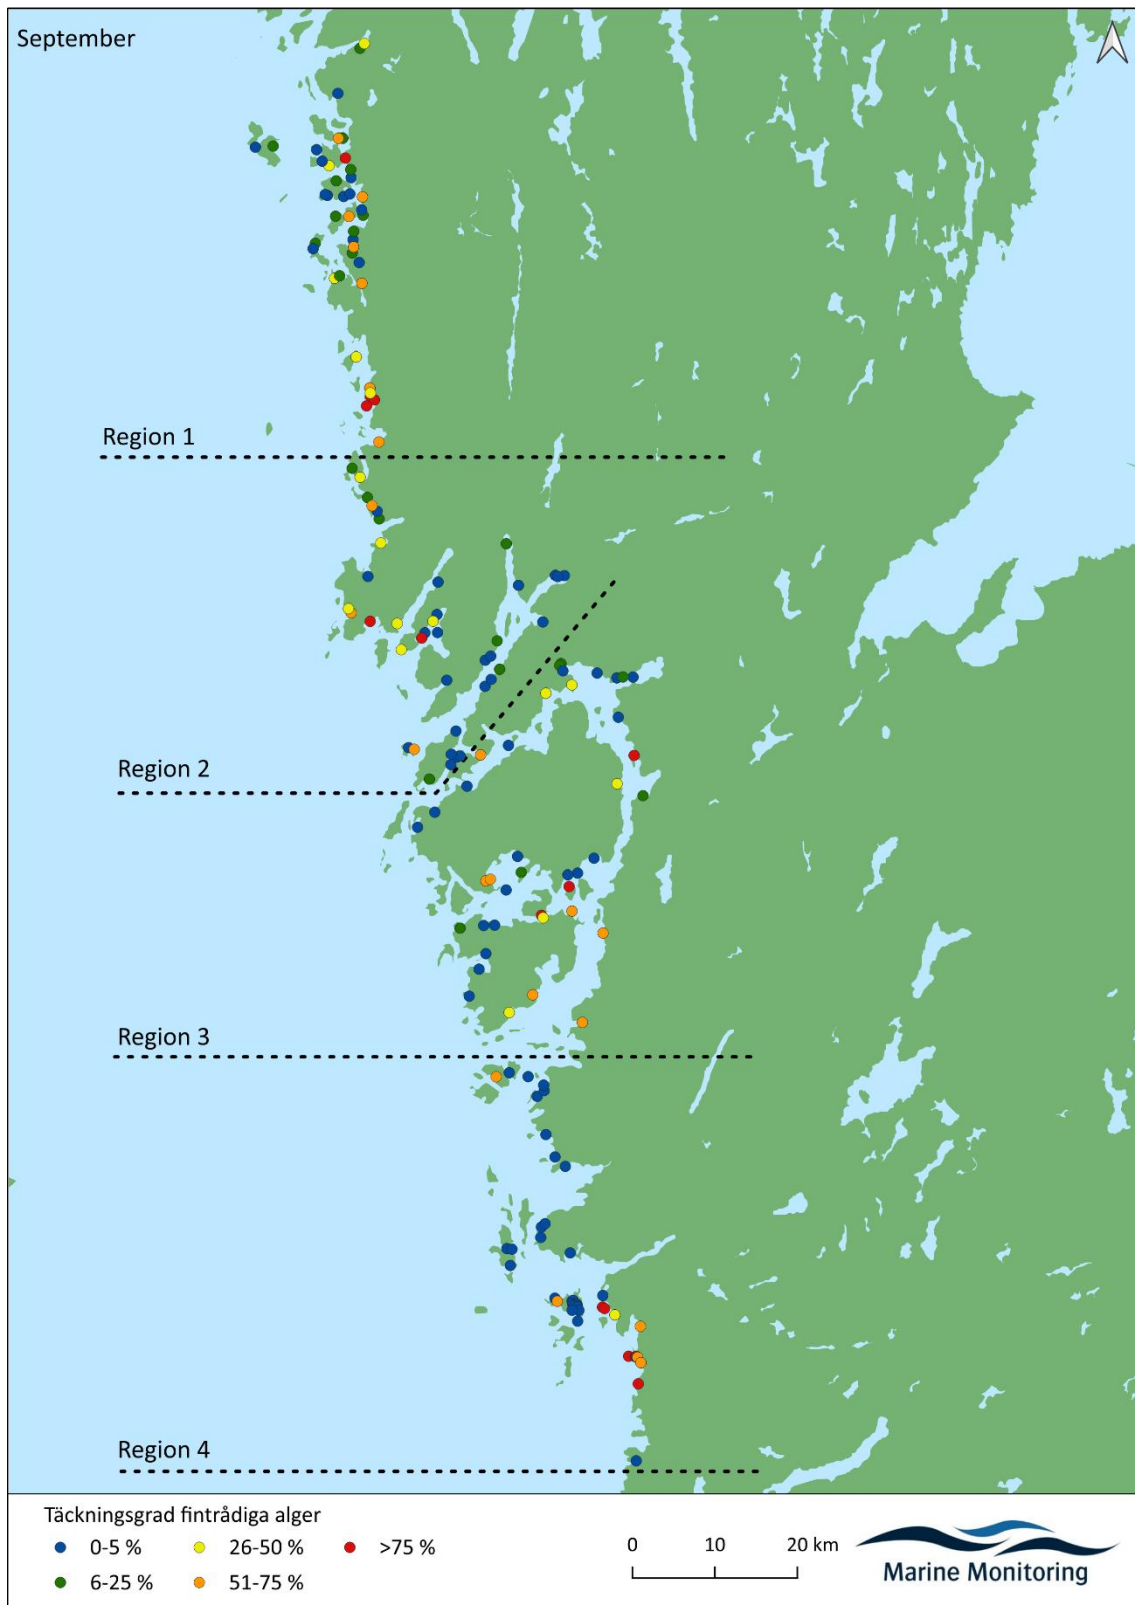 September
Region 1
Region 2
Region 3
Region 4
Täckningsgrad fintrådiga alger
0-5 %
26-50 %
>75 %
6-25 %
51-75 %
0 10 20 km
Marine Monitoring